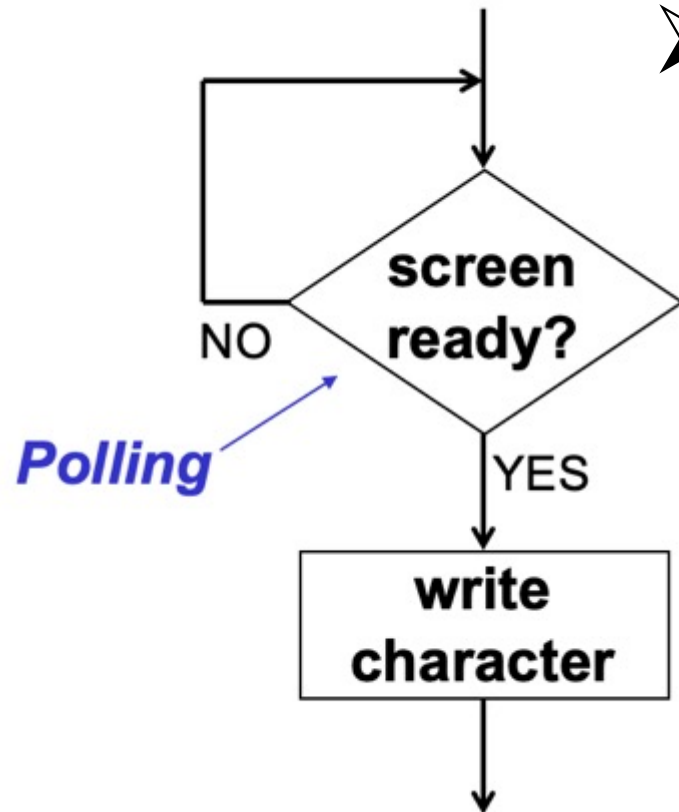 screen
ready?
NO
Polling
YES
write
character